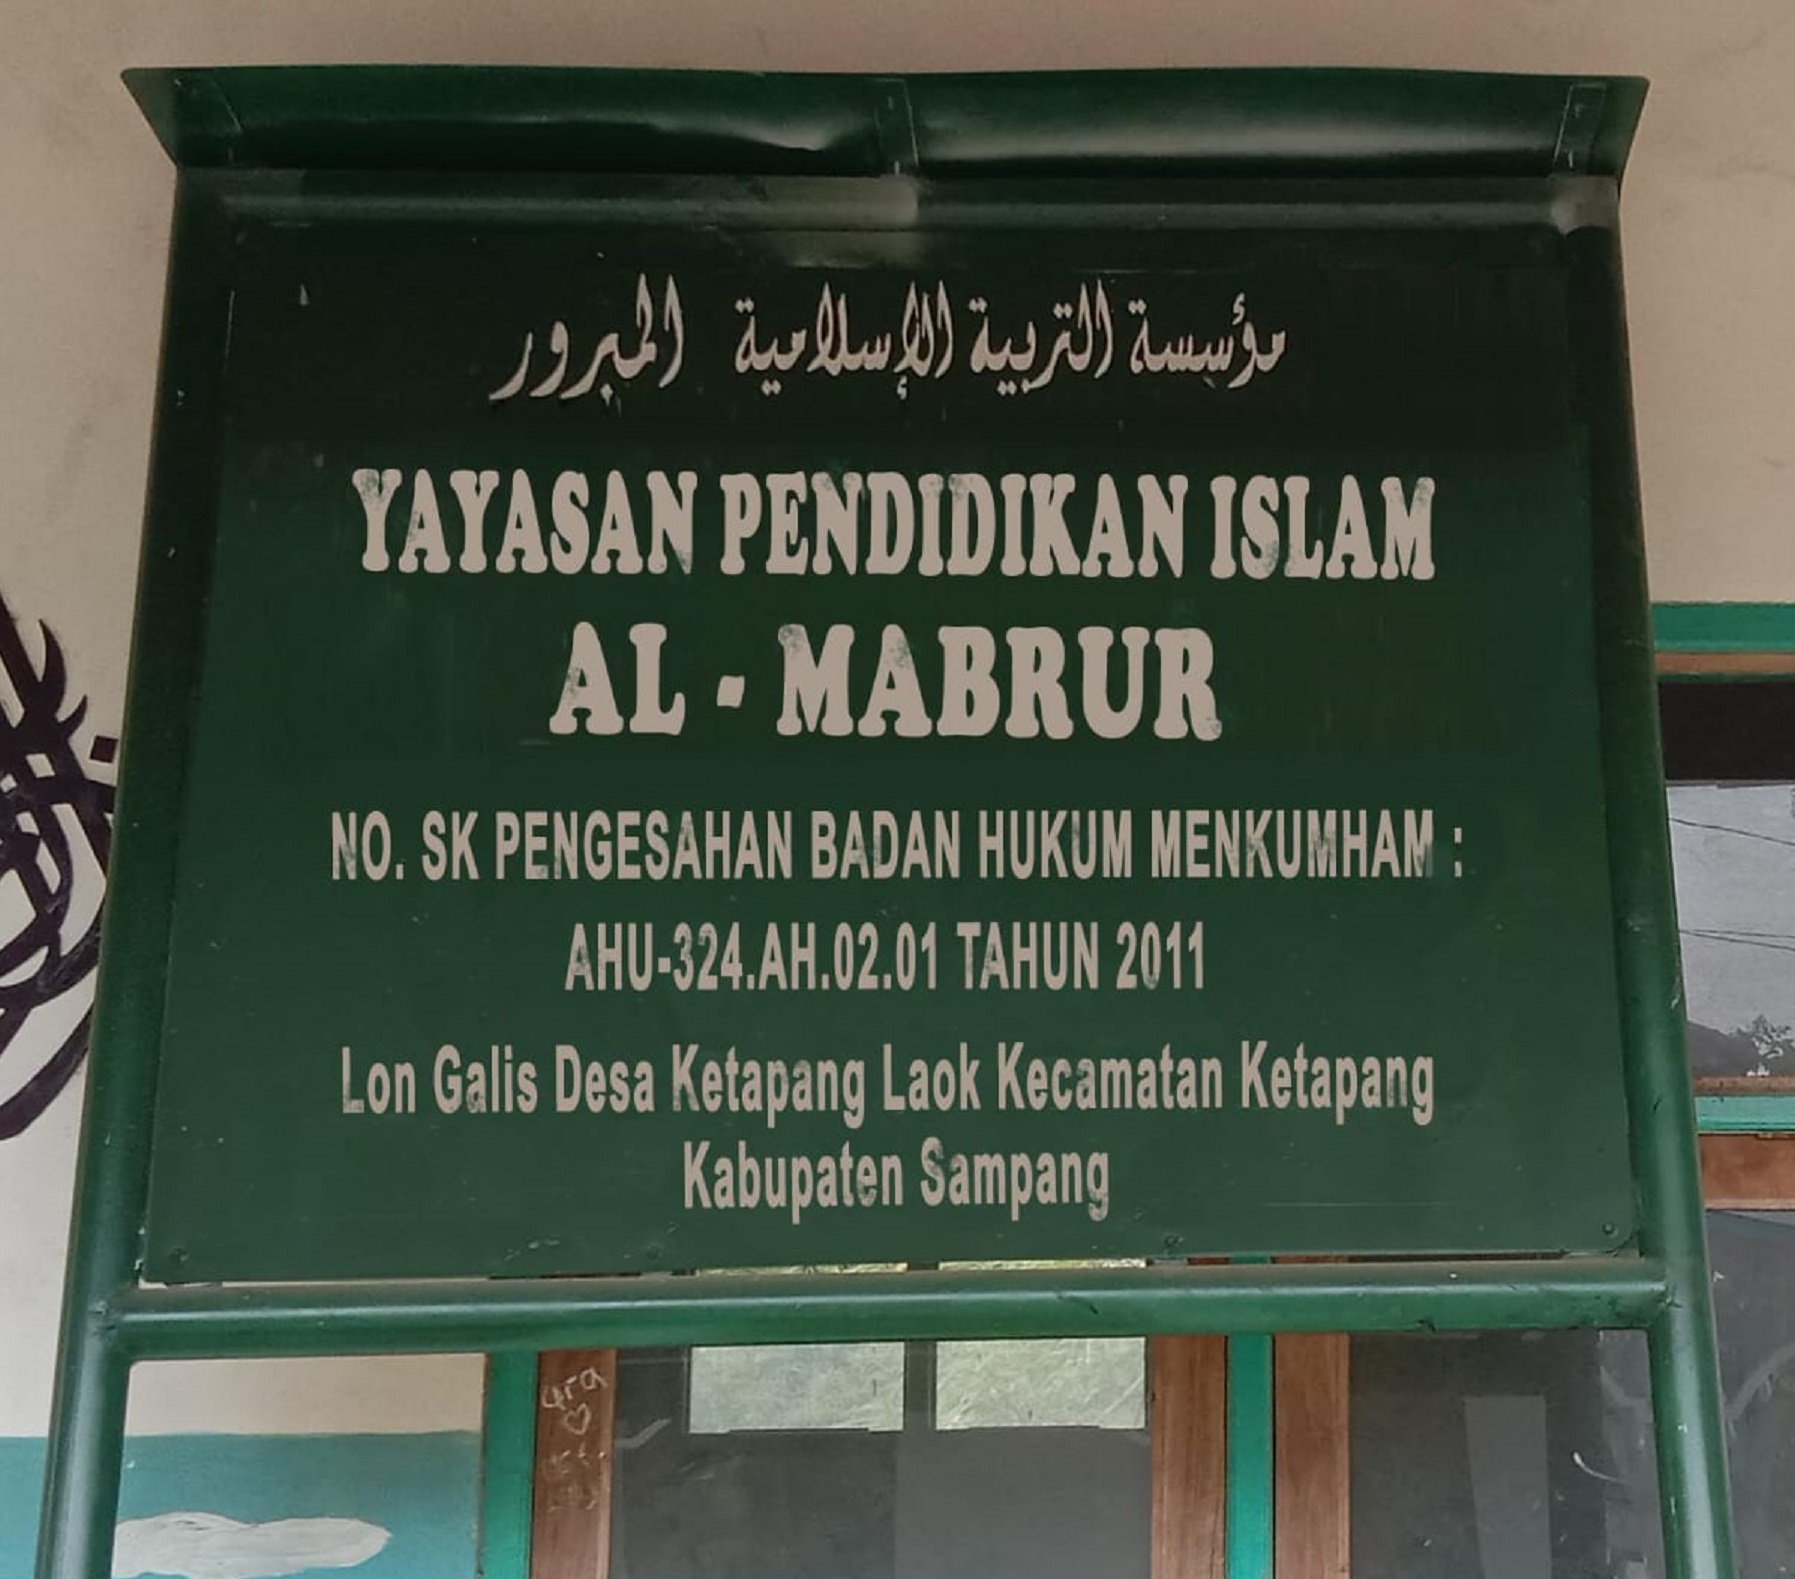 مؤسسة التربية الإسلامية المبرور
YAYASAN PENDIDIKAN ISLAM
AL - MABRUR
NO. SK PENGESAHAN BADAN HUKUM MENKUMHAM :
AHU-324.AH.02.01 TAHUN 2011
Lon Galis Desa Ketapang Laok Kecamatan Ketapang
Kabupaten Sampang